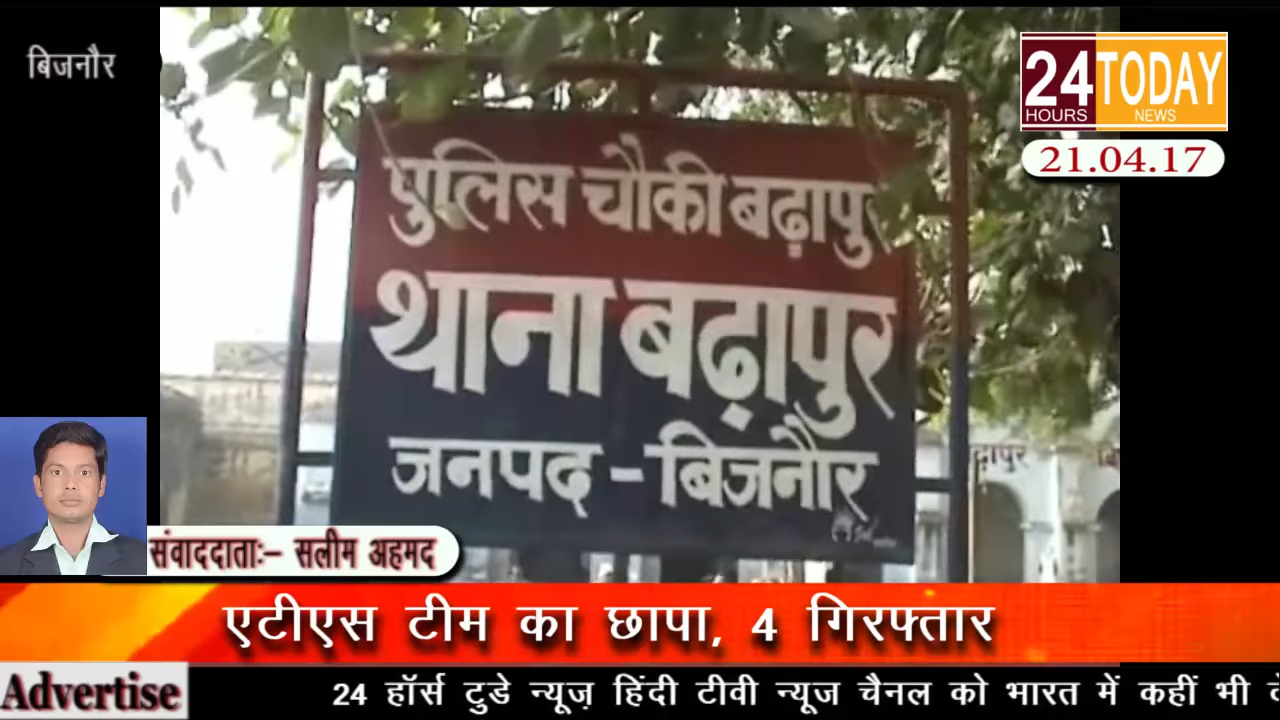 बिजनौर
24 TODAY
HOURS NEWS
21.04.17
पुलिस चौकी बढ़ापुर
थाना बढ़ापुर
जनपद - बिजनौर
संवाददाताः- सलीम अहमद
एटीएस टीम का छापा, 4 गिरफ्तार
Advertise
24 हॉर्स टुडे न्यूज़ हिंदी टीवी न्यूज चैनल को भारत में कहीं भी